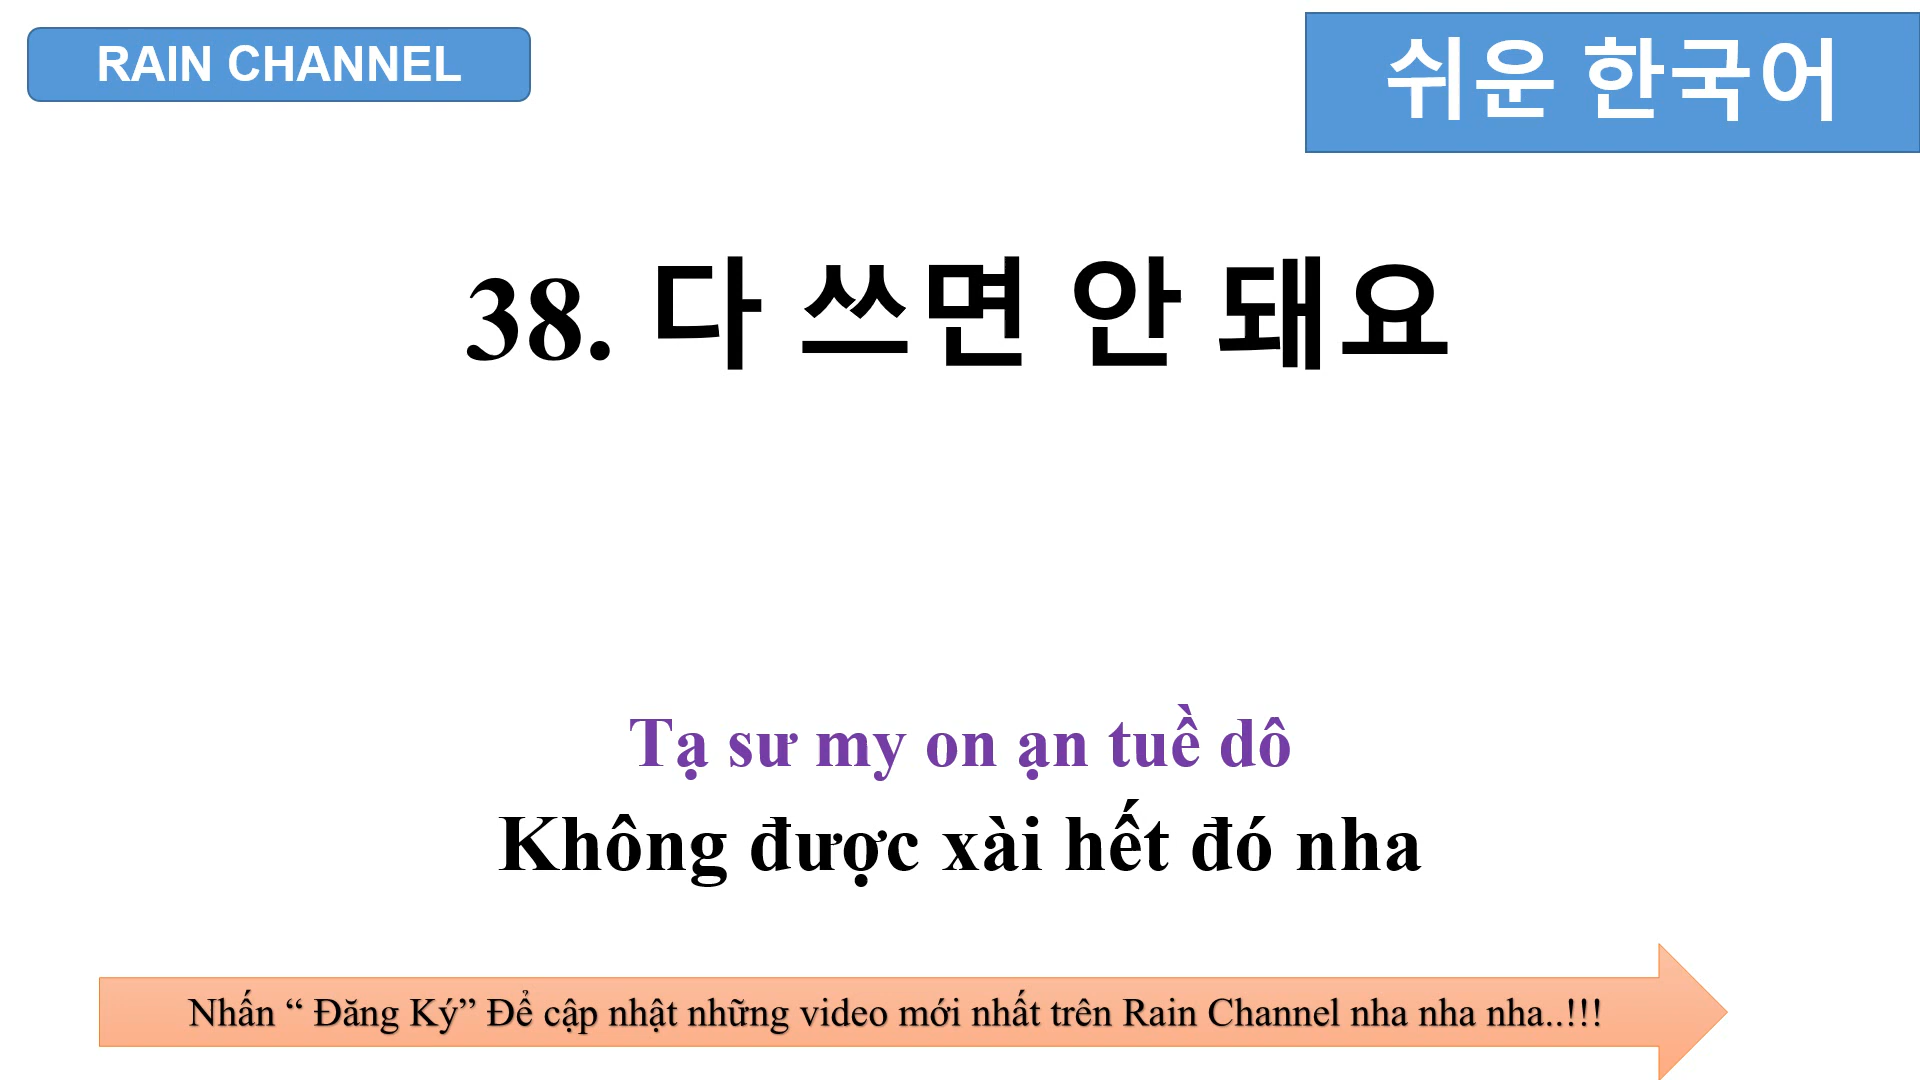 RAIN CHANNEL
쉬운 한국어
38. 다 쓰면 안 돼요
Tạ sư my on ạn tuề dô
Không được xài hết đó nha
Nhấn “ Đăng Ký” Để cập nhật những video mới nhất trên Rain Channel nha nha nha..!!!